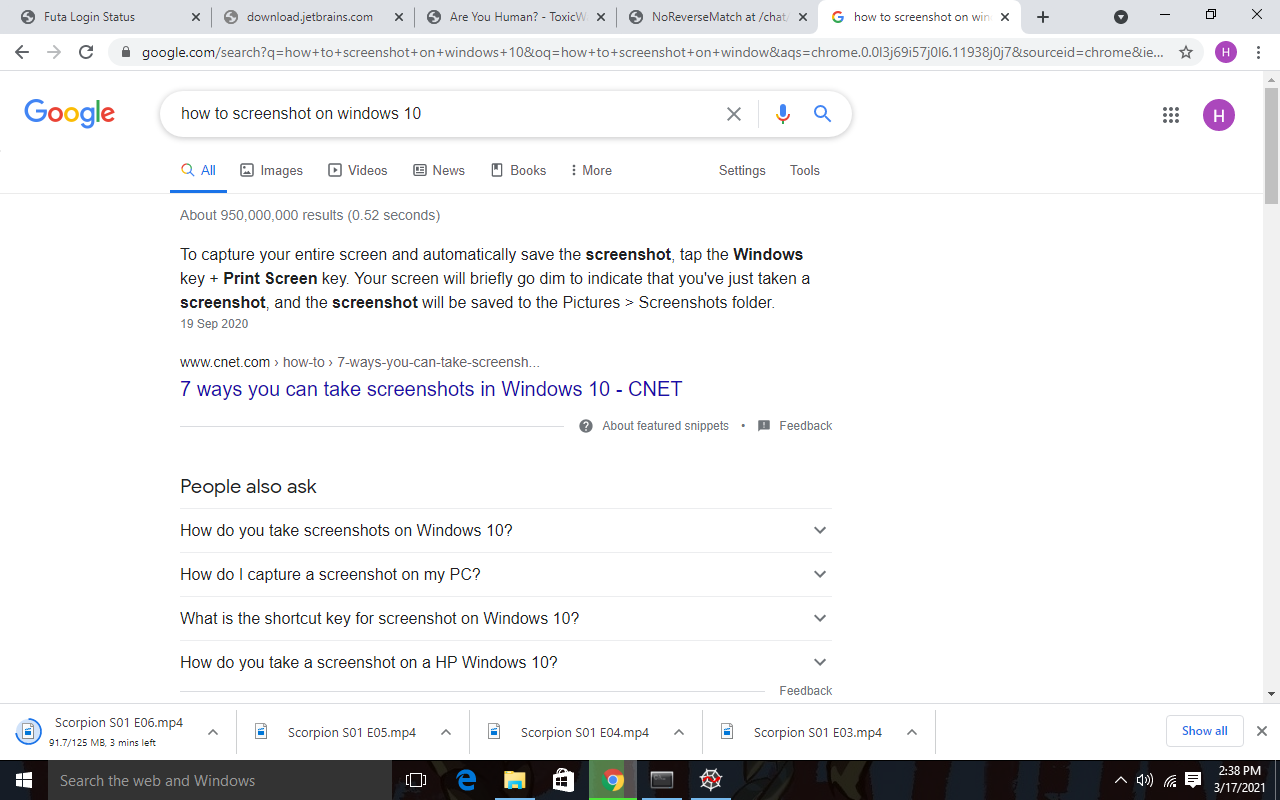 Futa Login Status
download.jetbrains.com
Are You Human? - ToxicW
NoReverseMatch at /chat/
how to screenshot on win
google.com/search?q=how+to+screenshot+on+windows+10&oq=how+to+screenshot+on+window&aqs=chrome.0.0l3j69i57j0l6.11938j0j7&sourceid=chrome&ie...
H
Google
how to screenshot on windows 10
H
All
Images
Videos
News
Books
More
Settings
Tools
About 950,000,000 results (0.52 seconds)
To capture your entire screen and automatically save the screenshot, tap the Windows
key + Print Screen key. Your screen will briefly go dim to indicate that you've just taken a
screenshot, and the screenshot will be saved to the Pictures > Screenshots folder.
19 Sep 2020
www.cnet.com › how-to › 7-ways-you-can-take-screensh...
7 ways you can take screenshots in Windows 10 - CNET
About featured snippets • Feedback
People also ask
How do you take screenshots on Windows 10?
How do I capture a screenshot on my PC?
What is the shortcut key for screenshot on Windows 10?
How do you take a screenshot on a HP Windows 10?
Feedback
Scorpion S01 E06.mp4
91.7/125 MB, 3 mins left
Scorpion S01 E05.mp4
Scorpion S01 E04.mp4
Scorpion S01 E03.mp4
Show all
Search the web and Windows
2:38 PM
3/17/2021